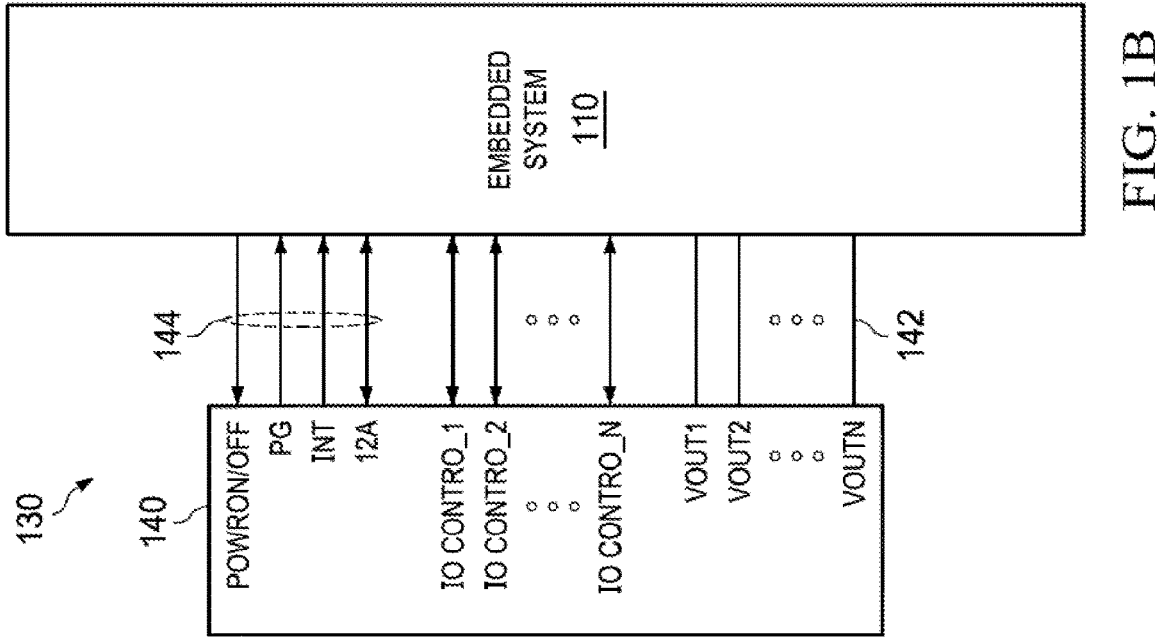 130
140
144
POWRON/OFF
PG
INT
12A
IO CONTRO_1
IO CONTRO_2
IO CONTRO_N
VOUT1
VOUT2
VOUTN
142
EMBEDDED
SYSTEM
110
FIG. 1B